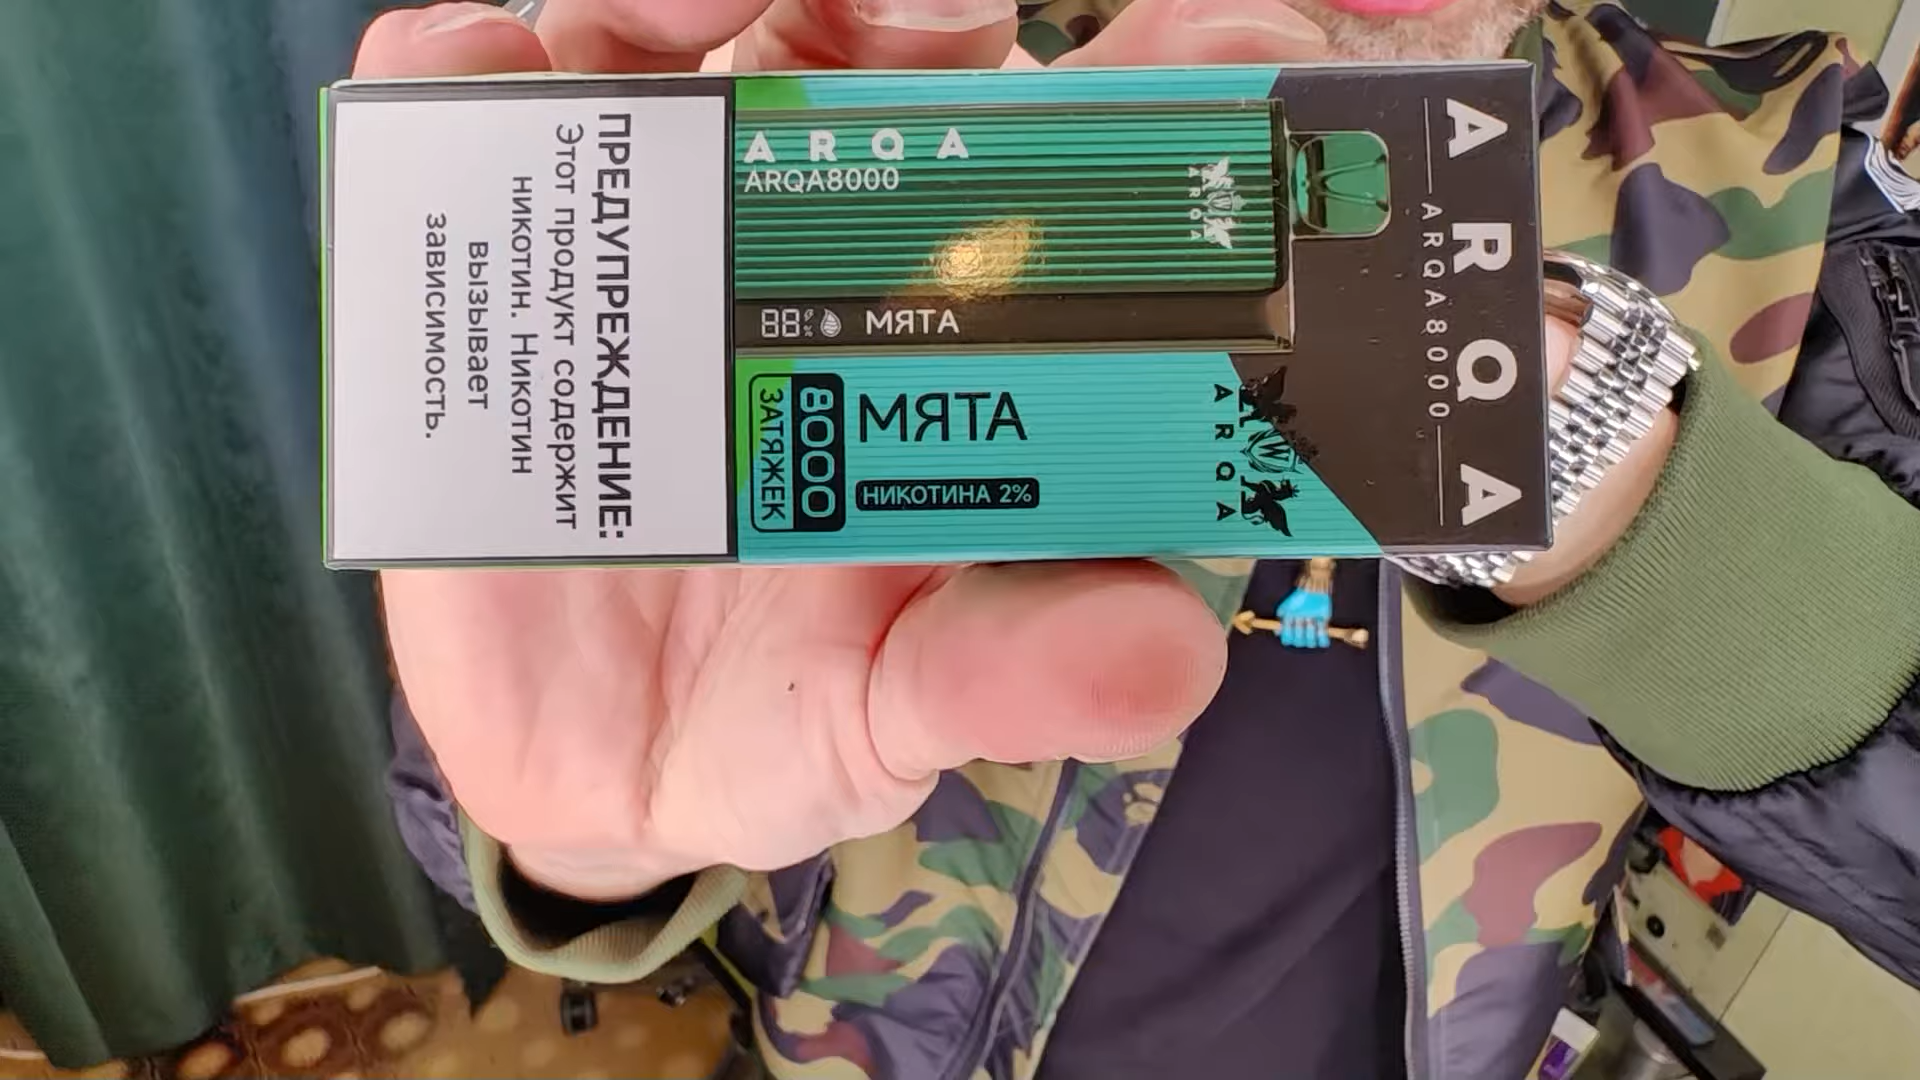 ПРЕДУПРЕЖДЕНИЕ:
Этот продукт содержит
никотин. Никотин
вызывает
зависимость.
A R Q A
ARQA8000
ARQA
88
%
МЯТА
8000
ЗАТЯЖЕК
МЯТА
НИКОТИНА 2%
W
ARQA
ARQA
ARQA8000